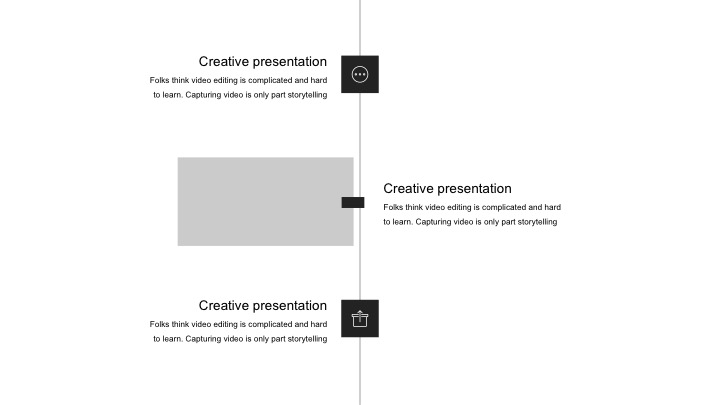 Creative presentation
Folks think video editing is complicated and hard
to learn. Capturing video is only part storytelling
Creative presentation
Folks think video editing is complicated and hard
to learn. Capturing video is only part storytelling
Creative presentation
Folks think video editing is complicated and hard
to learn. Capturing video is only part storytelling